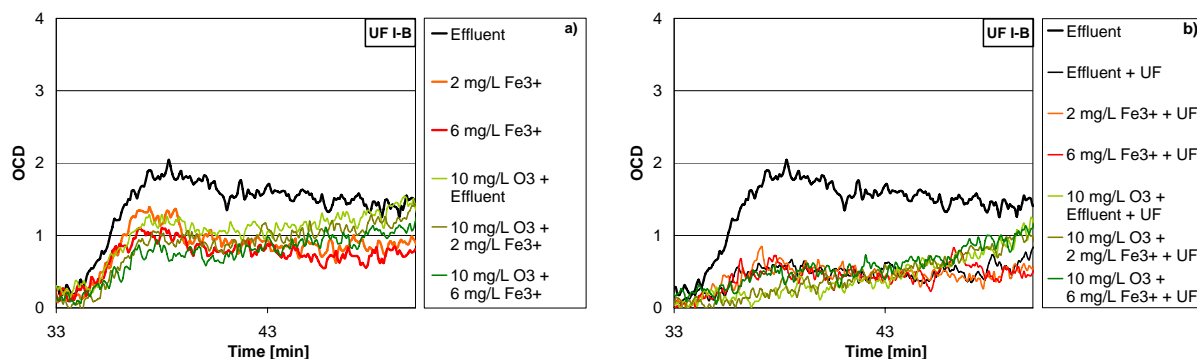 4
3
2
1
0
OCD
33
43
Time [min]
UF I-B
a)
Effluent
2 mg/L Fe3+
6 mg/L Fe3+
10 mg/L O3 +
Effluent
10 mg/L O3 +
2 mg/L Fe3+
10 mg/L O3 +
6 mg/L Fe3+
4
3
2
1
0
OCD
33
43
Time [min]
UF I-B
b)
Effluent
Effluent + UF
2 mg/L Fe3+ + UF
6 mg/L Fe3+ + UF
10 mg/L O3 +
Effluent + UF
10 mg/L O3 +
2 mg/L Fe3+ + UF
10 mg/L O3 +
6 mg/L Fe3+ + UF